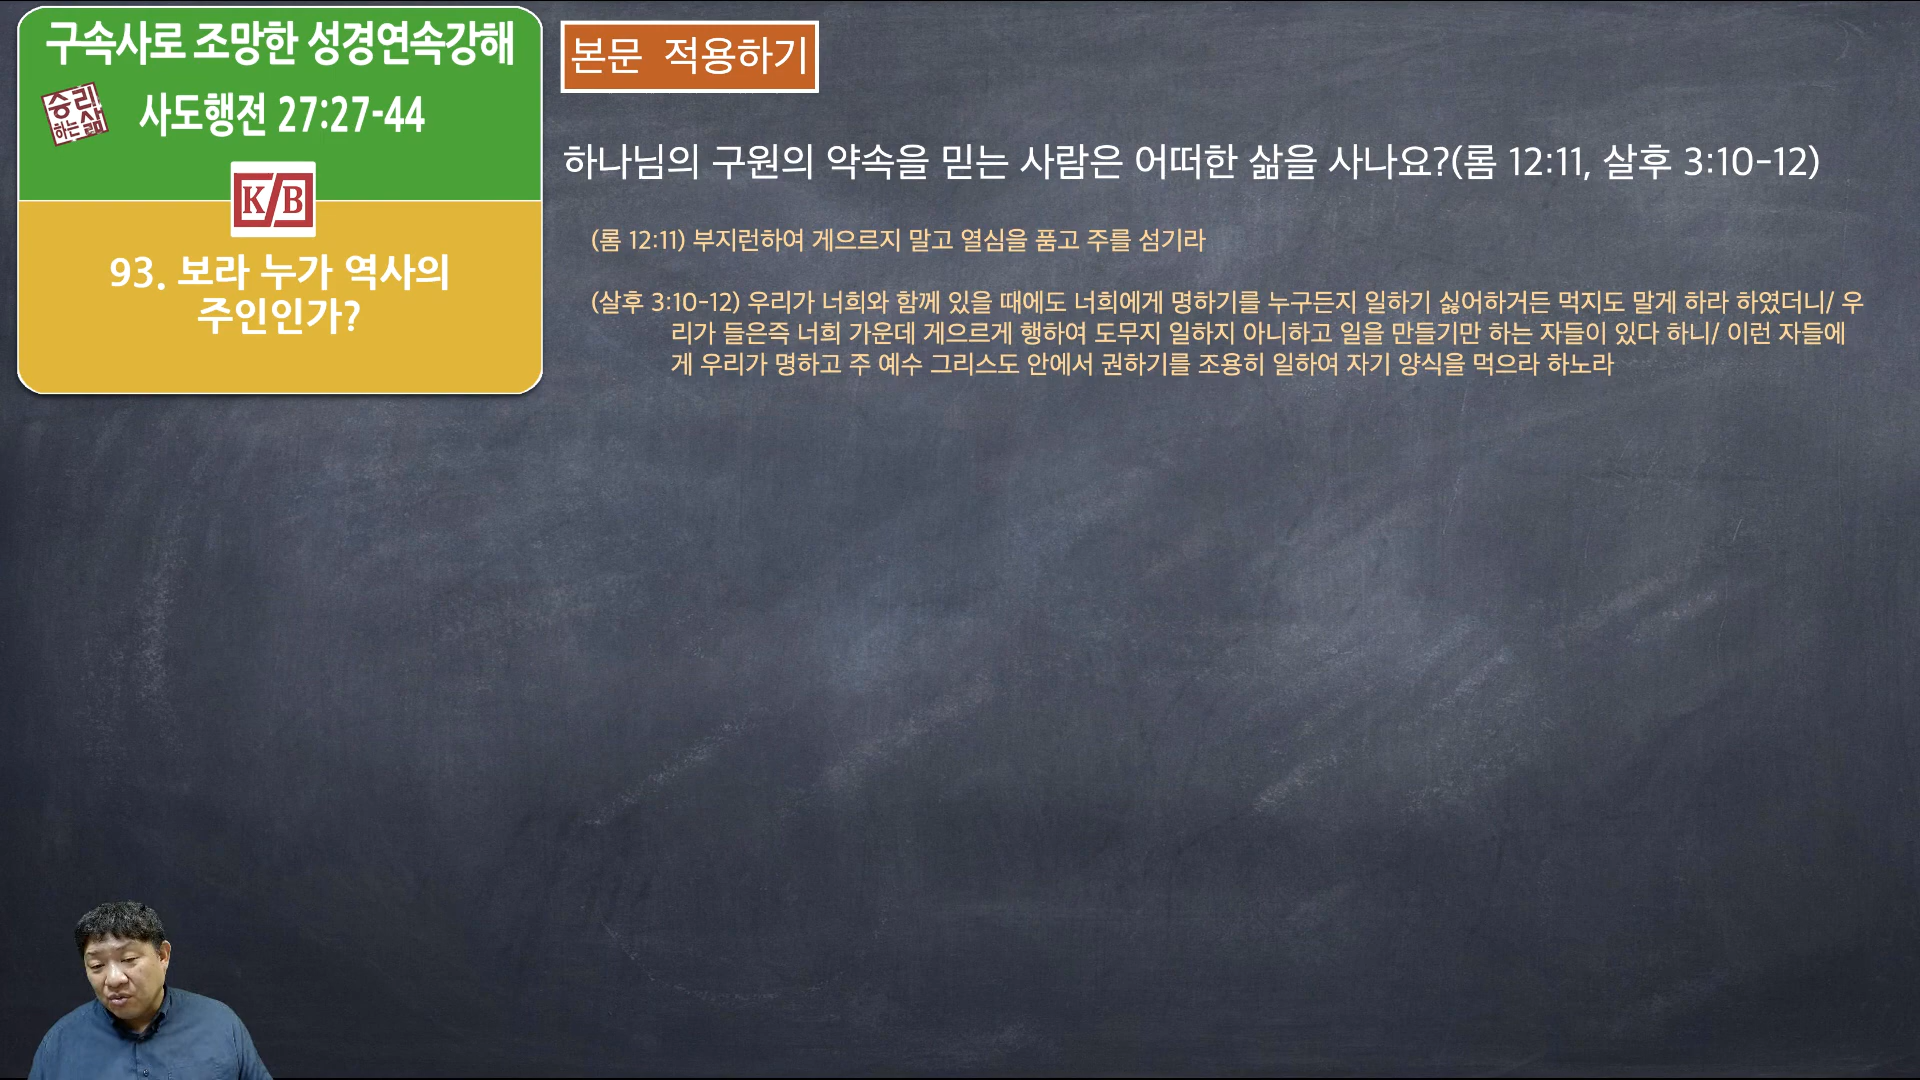 구속사로 조망한 성경연속강해
승리하는삶
사도행전 27:27-44
K/B
93. 보라 누가 역사의
주인인가?
본문 적용하기
하나님의 구원의 약속을 믿는 사람은 어떠한 삶을 사나요?(롬 12:11, 살후 3:10-12)
(롬 12:11) 부지런하여 게으르지 말고 열심을 품고 주를 섬기라
(살후 3:10-12) 우리가 너희와 함께 있을 때에도 너희에게 명하기를 누구든지 일하기 싫어하거든 먹지도 말게 하라 하였더니/ 우
리가 들은즉 너희 가운데 게으르게 행하여 도무지 일하지 아니하고 일을 만들기만 하는 자들이 있다 하니/ 이런 자들에
게 우리가 명하고 주 예수 그리스도 안에서 권하기를 조용히 일하여 자기 양식을 먹으라 하노라